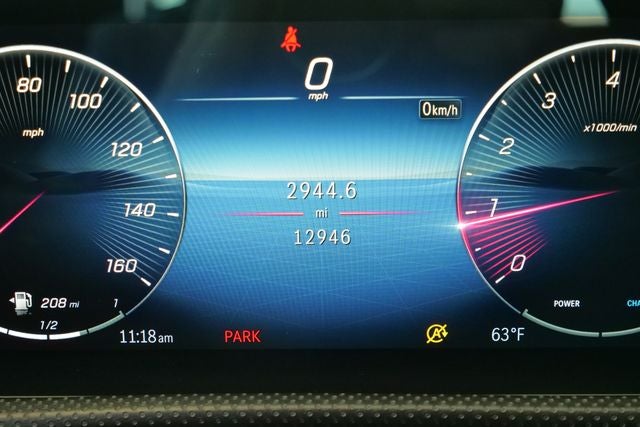 0
mph
0km/h
80
100
120
140
160
mph
2944.6
mi
12946
4
3
2
1
0
x1000/min
208 mi
1/2
1
POWER
CHA
11:18am
PARK
A
63°F